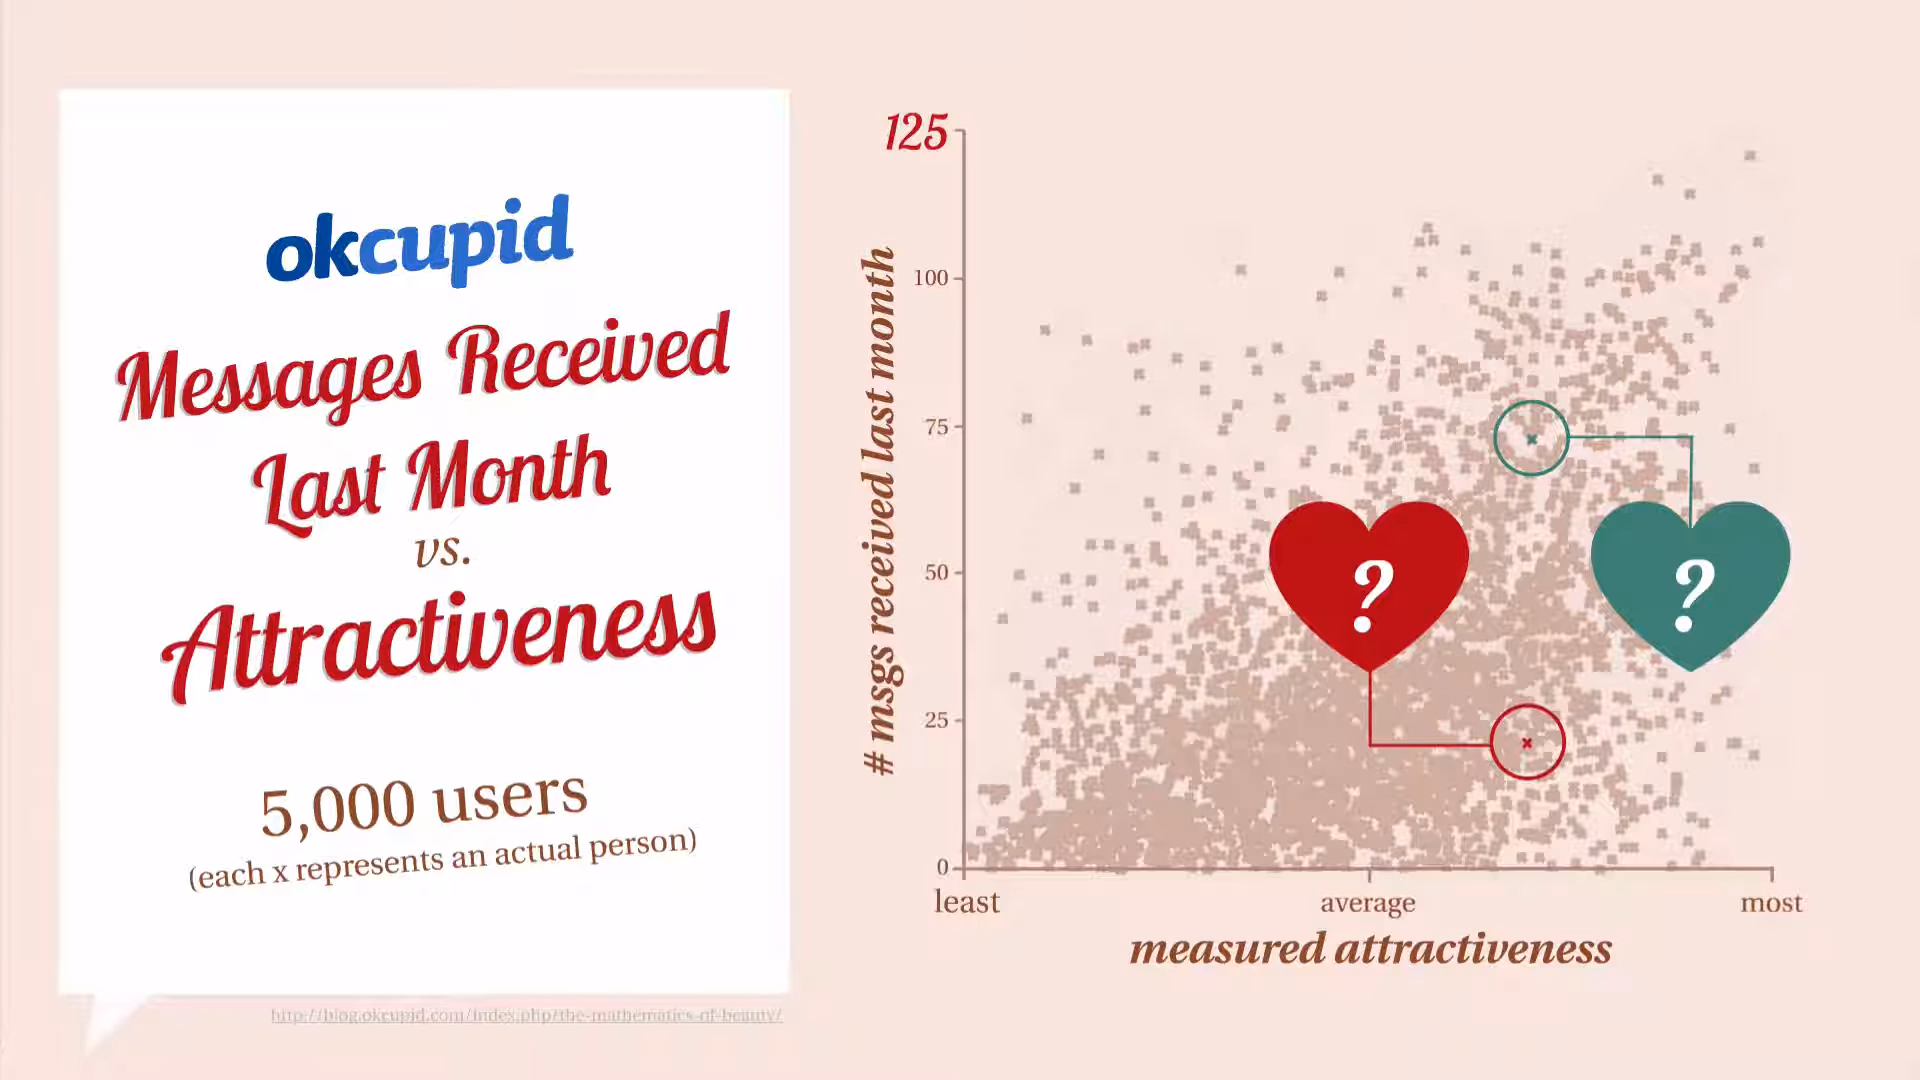 okcupid
Messages Received
Last Month
vs.
Attractiveness
5,000 users
(each x represents an actual person)
http://blog.okcupid.com/index.php/the-mathematics-of-beauty/
# msgs received last month
125
100
75
50
25
0
?
?
least
average
most
measured attractiveness